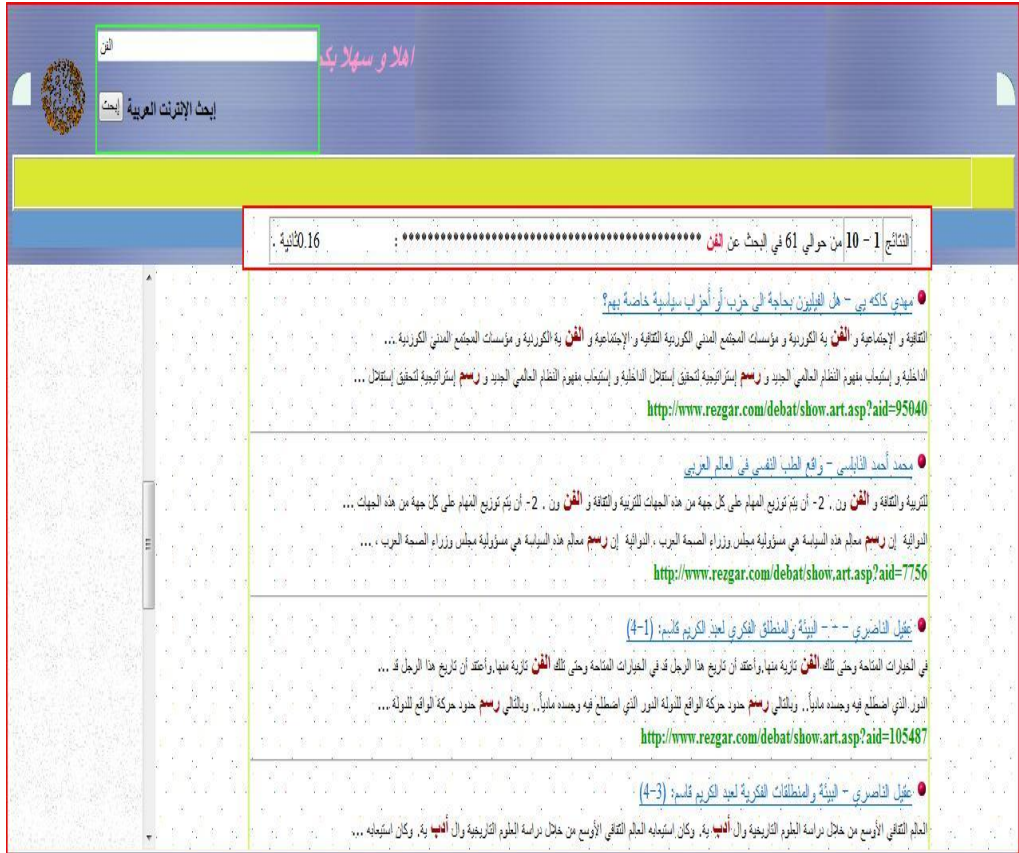 الفن
اهلا و سهلا بكم
إبحث الإنترنت العربية إبحث
النتائج 1 - 10 من حوالي 61 في البحث عن الفن ****************************************** : 0.16ثانية .
مهدي كاكه يي – هل الفيليون بحاجة الى حزب أو أحزاب سياسية خاصة بهم؟
الثقافية و الإجتماعية و الفن ية الكوردية و مؤسسات المجتمع المدني الكوردية الثقافية و الإجتماعية و الفن ية الكوردية و مؤسسات المجتمع المدني الكوردية ...
الداخلية و إستيعاب مفهوم النظام العالمي الجديد و رسم إستراتيجية لتحقيق إستقلال الداخلية و إستيعاب مفهوم النظام العالمي الجديد و رسم إستراتيجية لتحقيق إستقلال ...
http://www.rezgar.com/debat/show.art.asp?aid=95040
محمد أحمد النابلسي – واقع الطب النفسي في العالم العربي
للتربية والثقافة و الفن ون . 2- أن يتم توزيع المهام على كل جهة من هذه الجهات للتربية والثقافة و الفن ون . 2- أن يتم توزيع المهام على كل جهة من هذه الجهات ...
الدوائية إن رسم معالم هذه السياسة هي مسؤولية مجلس وزراء الصحة العرب ، الدوائية إن رسم معالم هذه السياسة هي مسؤولية مجلس وزراء الصحة العرب ، ...
http://www.rezgar.com/debat/show.art.asp?aid=7756
عقيل الناصري – - – البيئة والمنطلق الفكري لعبد الكريم قاسم: (1-4)
في الخيارات المتاحة وحتى تلك الفن تازية منها.وأعتقد أن تاريخ هذا الرجل قد في الخيارات المتاحة وحتى تلك الفن تازية منها.وأعتقد أن تاريخ هذا الرجل قد ...
الدور الذي اضطلع فيه وجسده مادياً.. وبالتالي رسم حدود حركة الواقع للدولة الدور الذي اضطلع فيه وجسده مادياً.. وبالتالي رسم حدود حركة الواقع للدولة ...
http://www.rezgar.com/debat/show.art.asp?aid=105487
عقيل الناصري – البيئة والمنطلقات الفكرية لعبد الكريم قاسم: (3-4)
العالم الثقافي الأوسع من خلال دراسة العلوم التاريخية وال أدب ية. وكان استيعابه العالم الثقافي الأوسع من خلال دراسة العلوم التاريخية وال أدب ية. وكان استيعابه ...